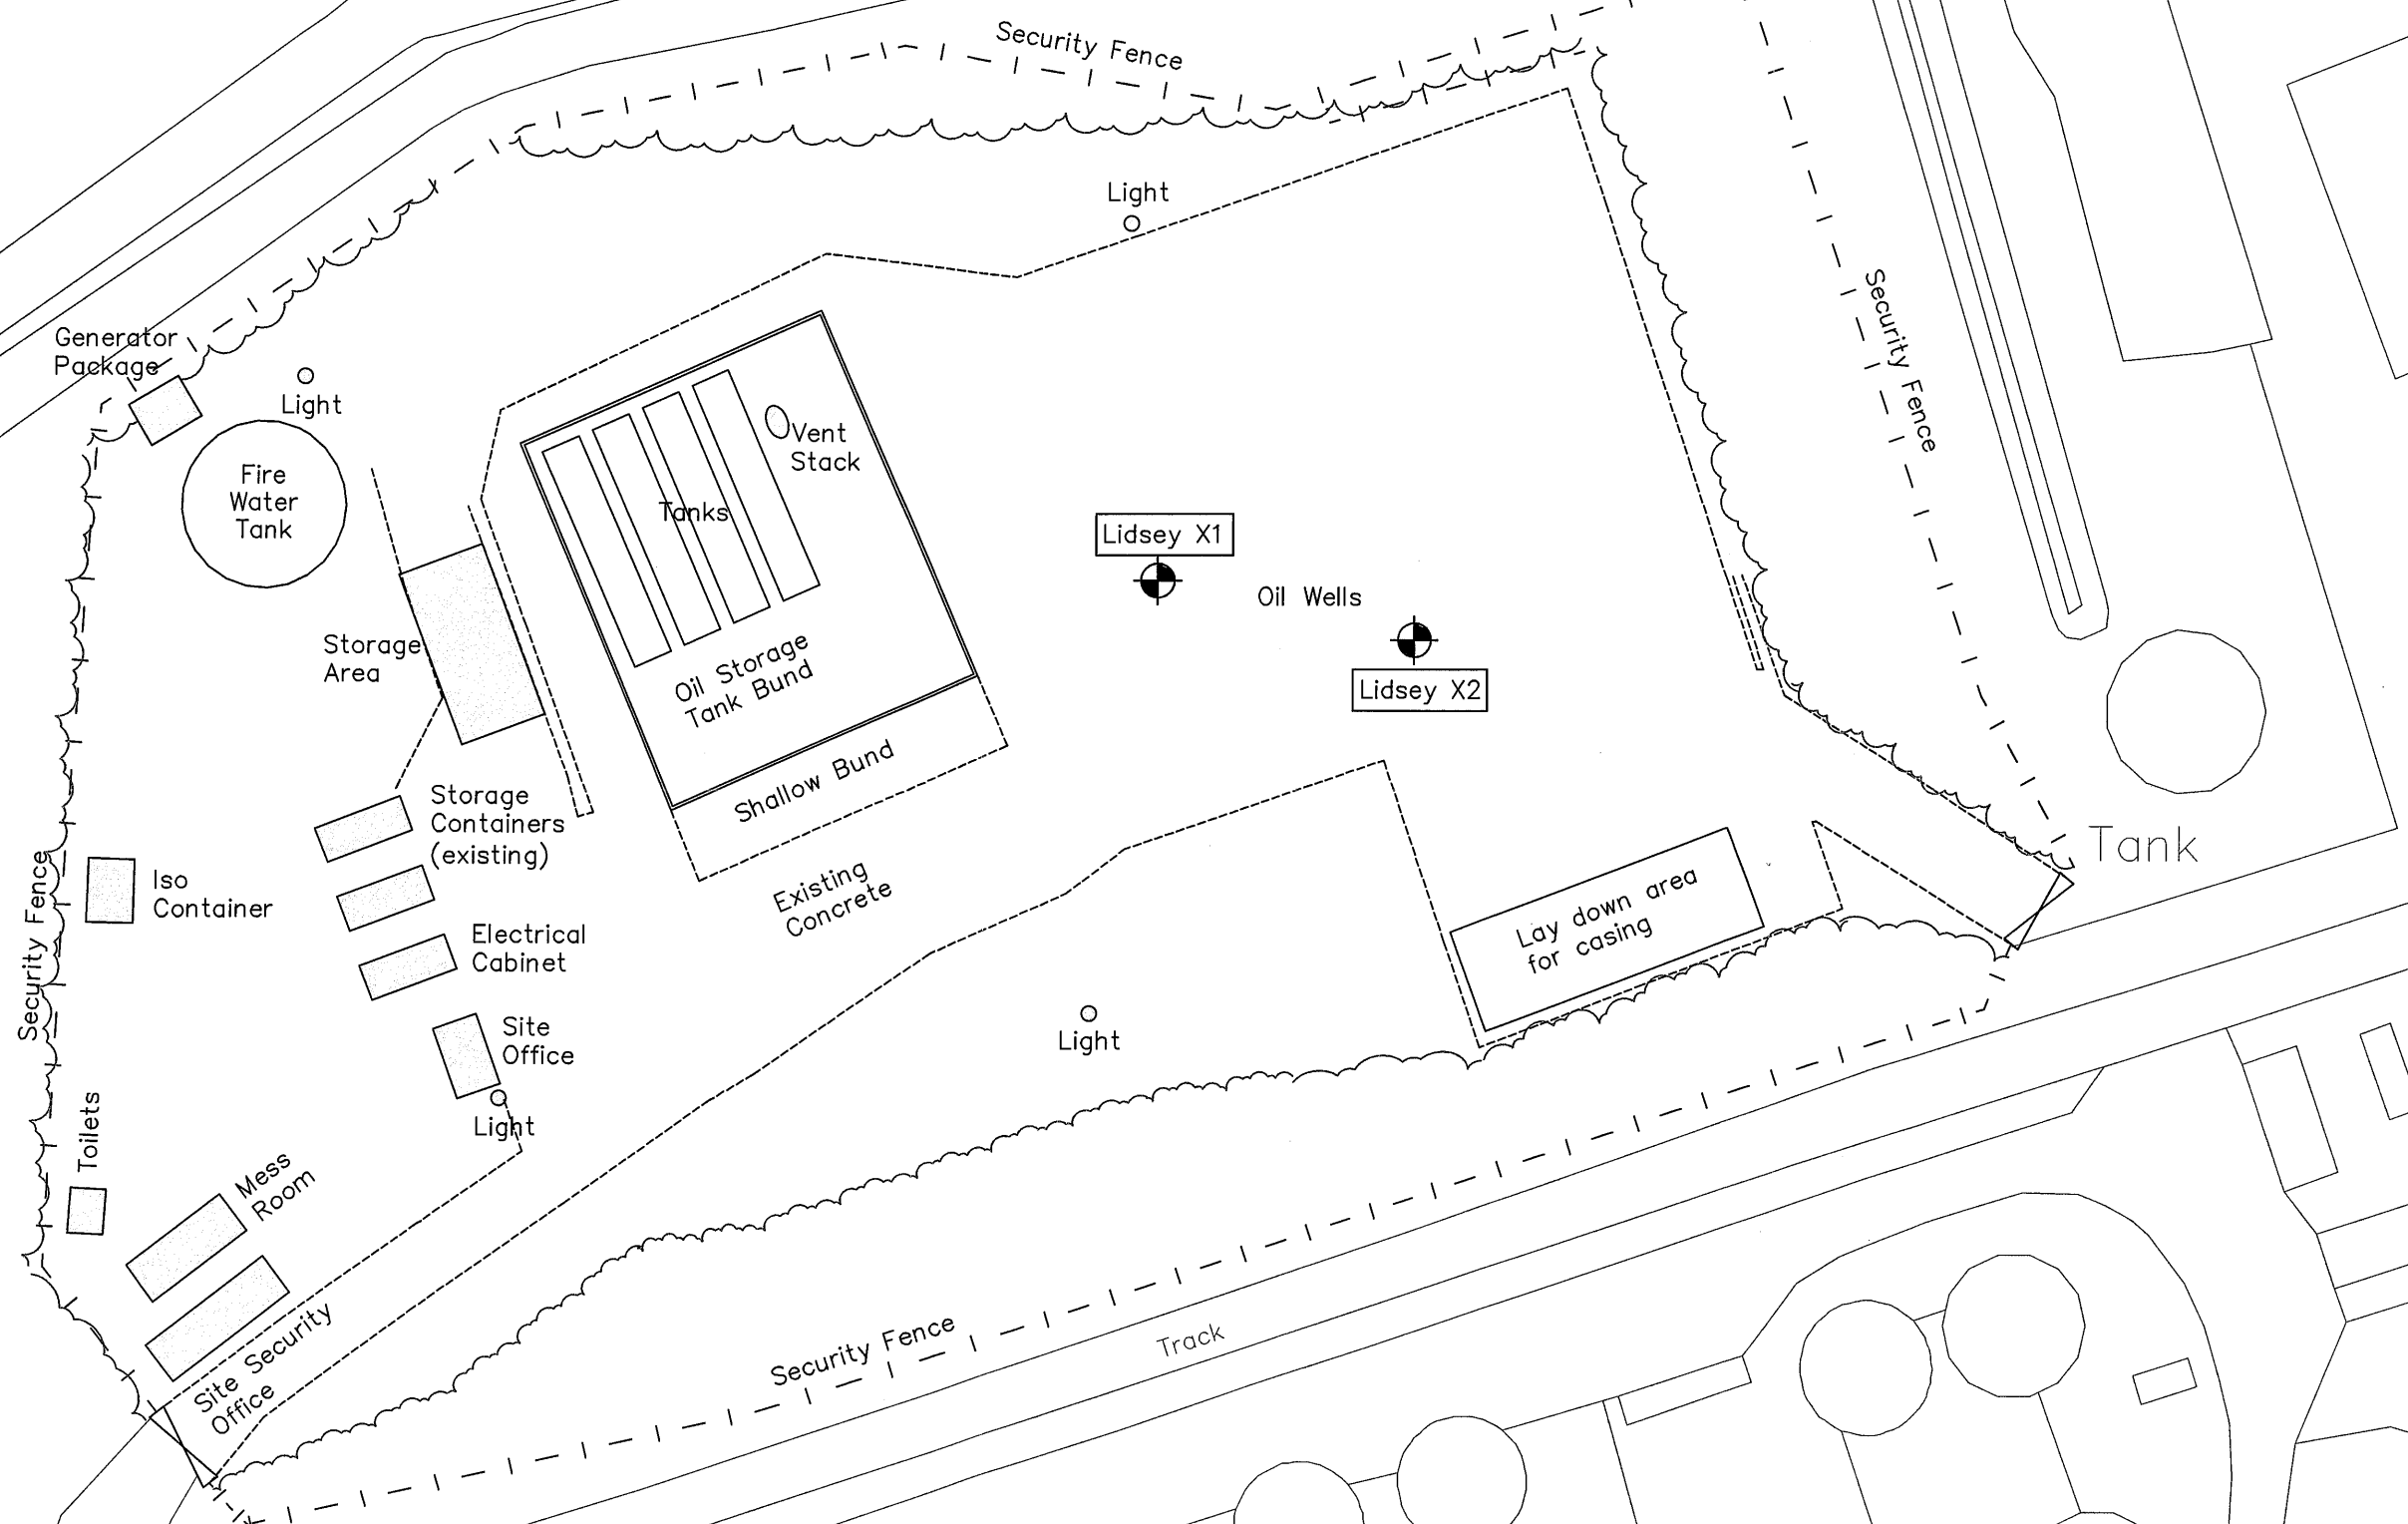 Security Fence
Light
Generator
Package
Light
Fire
Water
Tank
Vent
Stack
Tanks
Security Fence
Lidsey X1
Oil Wells
Lidsey X2
Storage
Area
Oil Storage
Tank Bund
Shallow Bund
Storage
Containers
(existing)
Tank
Iso
Container
Existing
Concrete
Lay down area
for casing
Electrical
Cabinet
Security Fence
Site
Office
Light
Light
Toilets
Mess
Room
Site Security
Office
Security Fence
Track